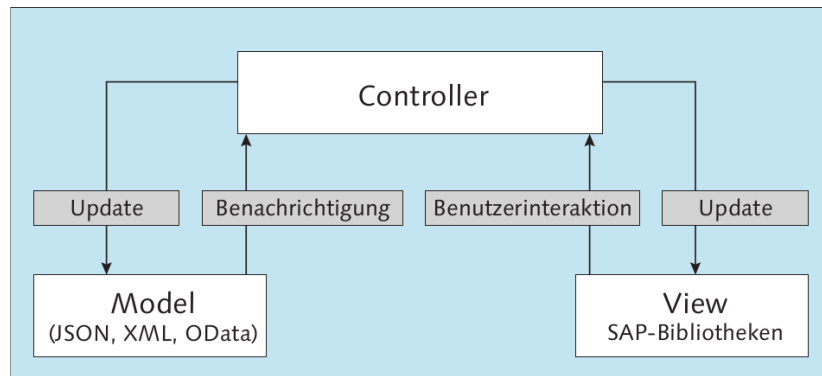 Controller
Update
Benachrichtigung
Benutzerinteraktion
Update
Model
(JSON, XML, OData)
View
SAP-Bibliotheken